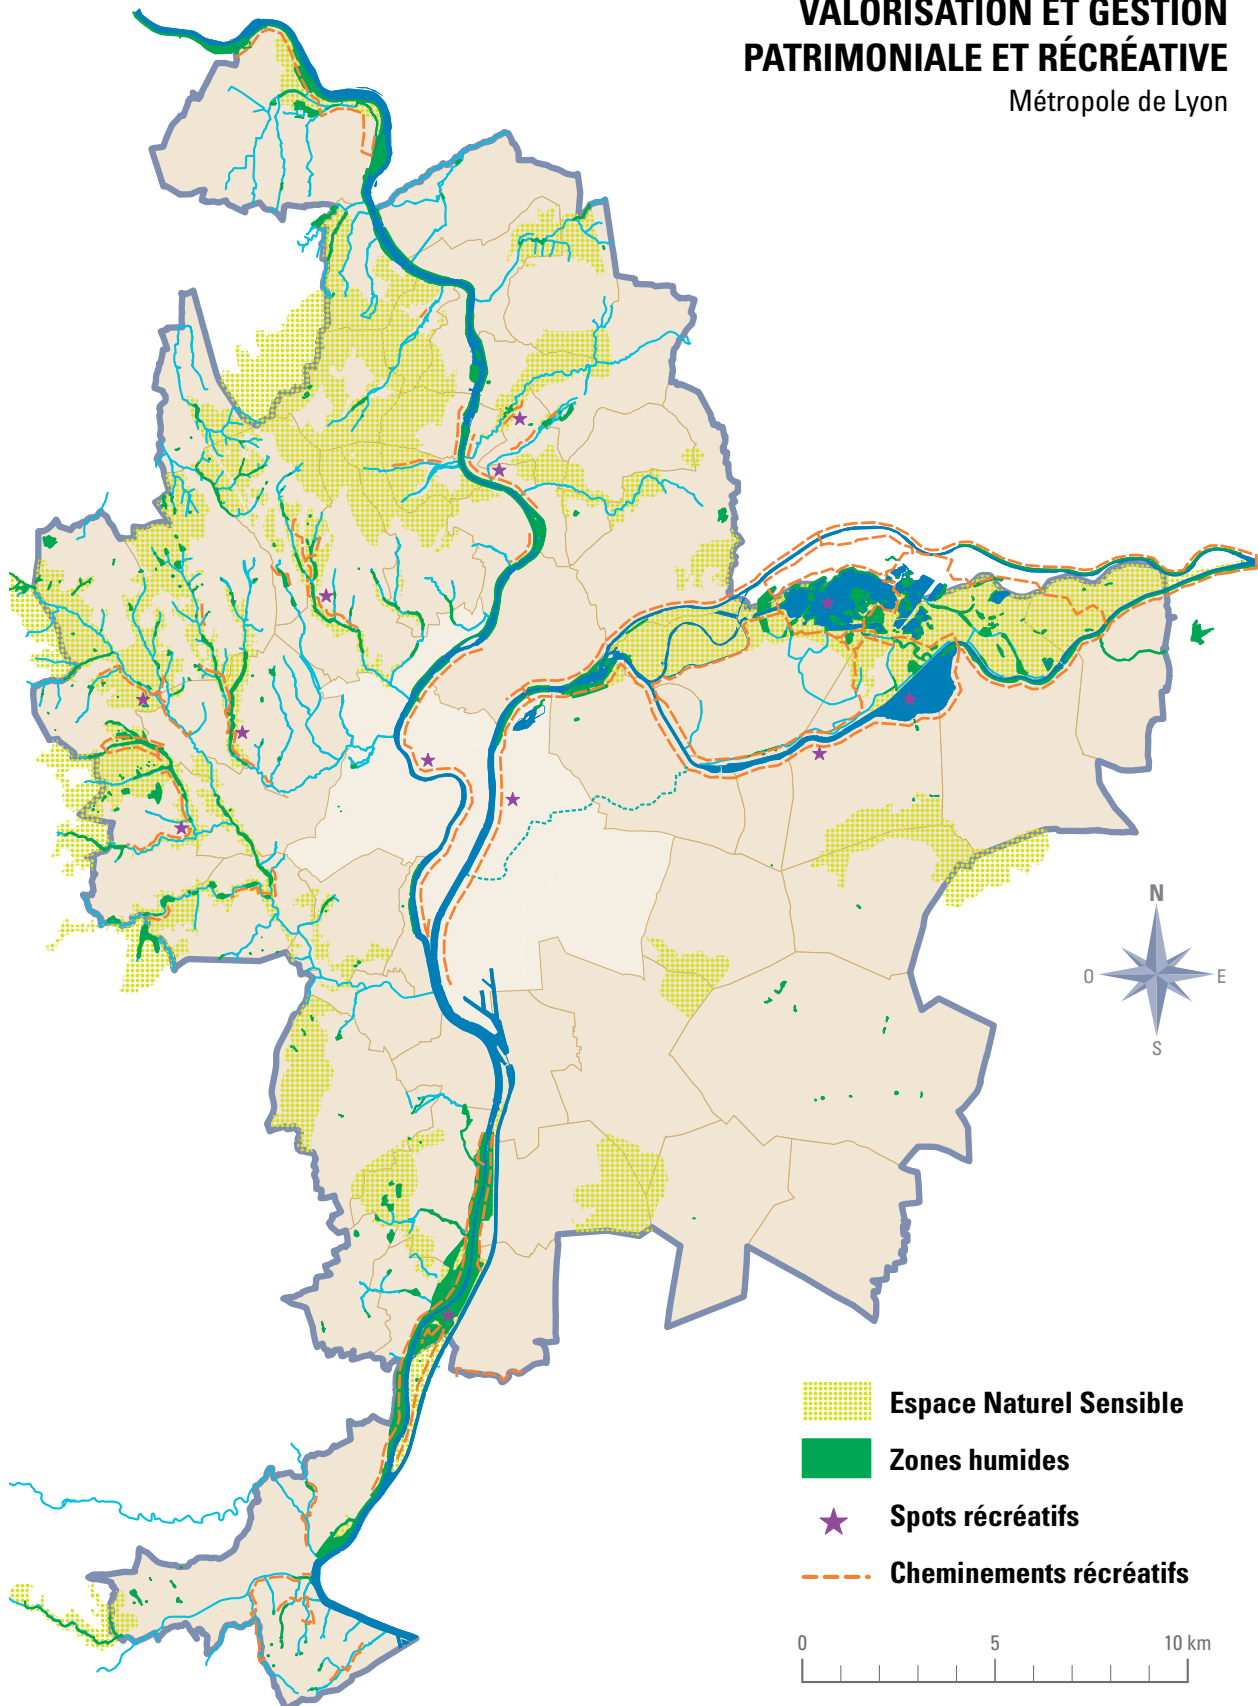 VALORISATION ET GESTION
PATRIMONIALE ET RÉCRÉATIVE
Métropole de Lyon
N
O
E
S
Espace Naturel Sensible
Zones humides
Spots récréatifs
Cheminements récréatifs
0 5 10 km